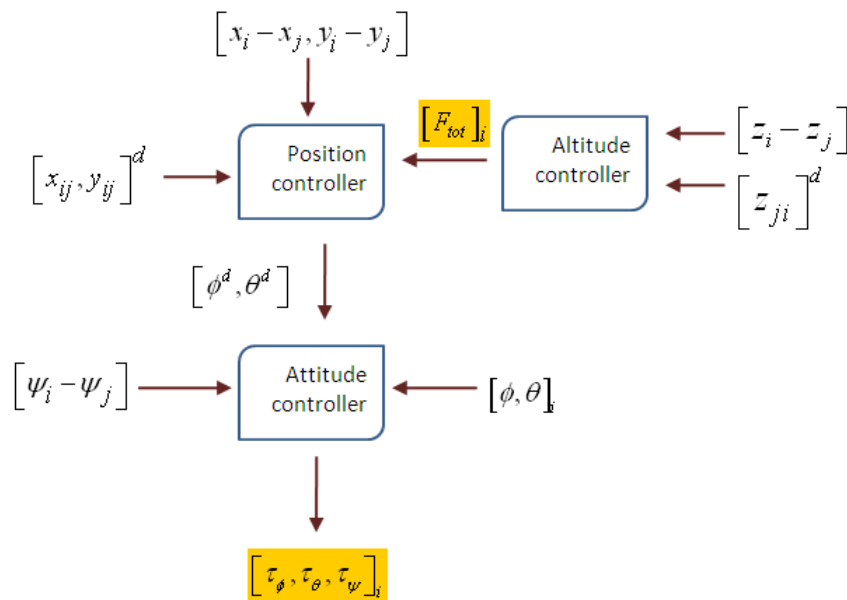 [x_i − x_j, y_i − y_j]
[F_tot]_i
Position
controller
Altitude
controller
[z_i − z_j]
[x_ij, y_ij]^d
[z_ji]^d
[ϕ^d, θ^d]
[ψ_i − ψ_j]
Attitude
controller
[ϕ, θ]_i
[τ_ϕ, τ_θ, τ_ψ]_i